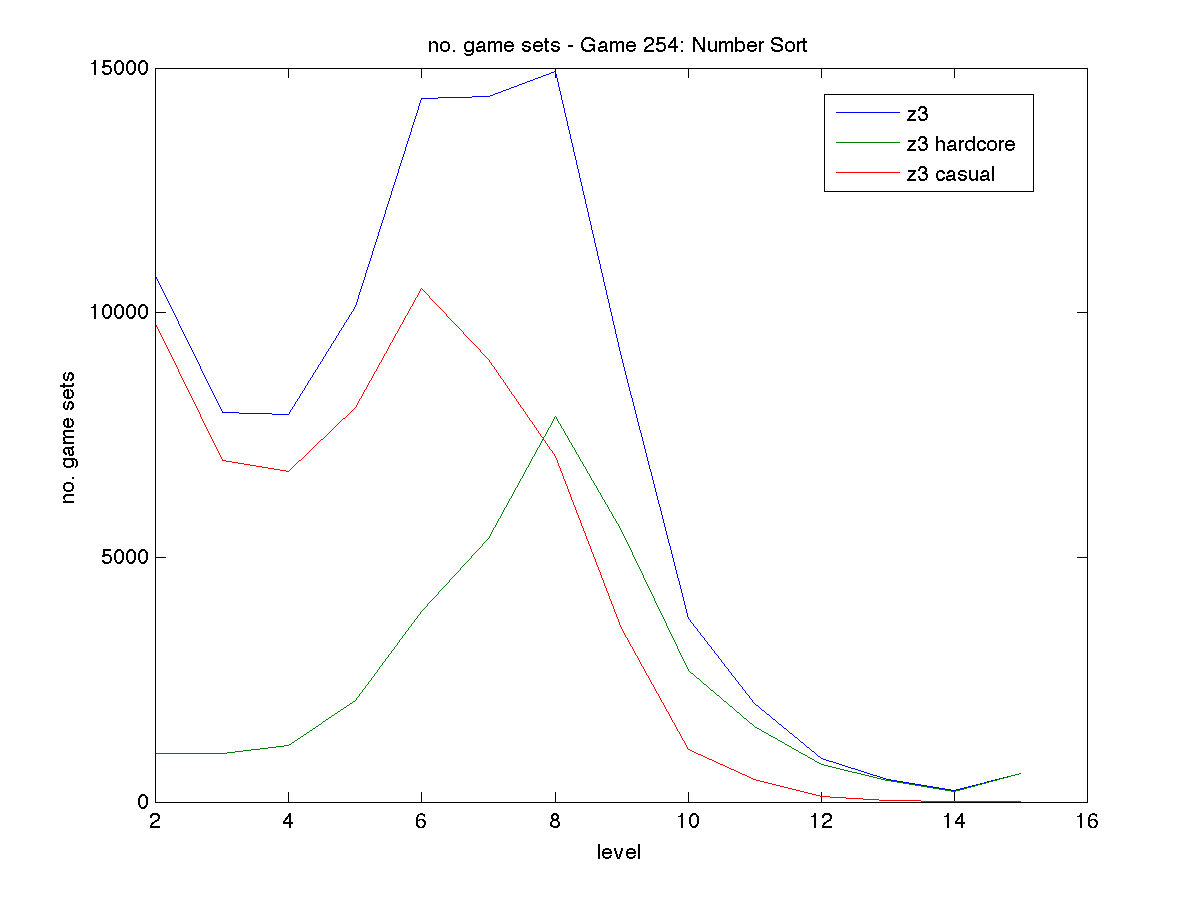 no. game sets - Game 254: Number Sort
15000
10000
5000
0
no. game sets
z3
z3 hardcore
z3 casual
2 4 6 8 10 12 14 16
level